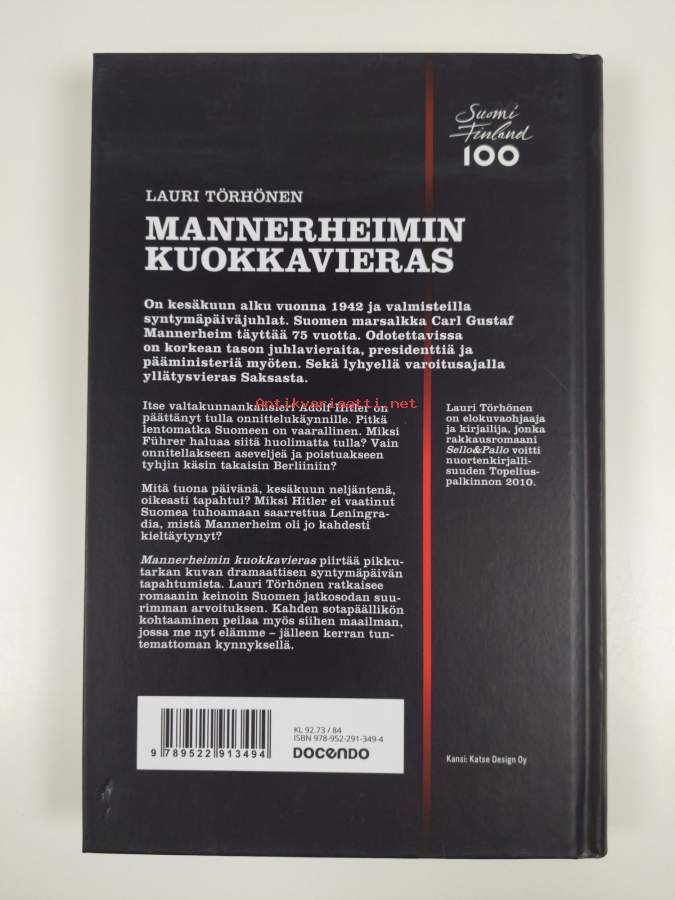 Suomi
Finland
100
LAURI TÖRHÖNEN
MANNERHEIMIN
KUOKKAVIERAS
On kesäkuun alku vuonna 1942 ja valmisteilla
syntymäpäiväjuhlat. Suomen marsalkka Carl Gustaf
Mannerheim täyttää 75 vuotta. Odotettavissa
on korkean tason juhlavieraita, presidenttiä ja
pääministeriä myöten. Sekä lyhyellä varoitusajalla
yllätysvieras Saksasta.
Antikvariaatti.net
Itse valtakunnankansleri Adolf Hitler on
päättänyt tulla onnittelukäynnille. Pitkä
lentomatka Suomeen on vaarallinen. Miksi
Führer haluaa siitä huolimatta tulla? Vain
onnitellakseen aseveljeä ja poistuakseen
tyhjin käsin takaisin Berliiniin?
Mitä tuona päivänä, kesäkuun neljäntenä,
oikeasti tapahtui? Miksi Hitler ei vaatinut
Suomea tuhoamaan saarrettua Leningra-
dia, mistä Mannerheim oli jo kahdesti
kieltäytynyt?
Mannerheimin kuokkavieras piirtää pikku-
tarkan kuvan dramaattisen syntymäpäivän
tapahtumista. Lauri Törhönen ratkaisee
romaanin keinoin Suomen jatkosodan suu-
rimman arvoituksen. Kahden sotapäällikön
kohtaaminen peilaa myös siihen maailman,
jossa me nyt elämme – jälleen kerran tun-
temattoman kynnyksellä.
Lauri Törhönen
on elokuvaohjaaja
ja kirjailija, jonka
rakkausromaani
Sello&Pallo voitti
nuortenkirjalli-
suuden Topelius-
palkinnon 2010.
KL 92.73 / 84
ISBN 978-952-291-349-4
DOCENDO
9 789522 913494
Kansi: Katse Design Oy